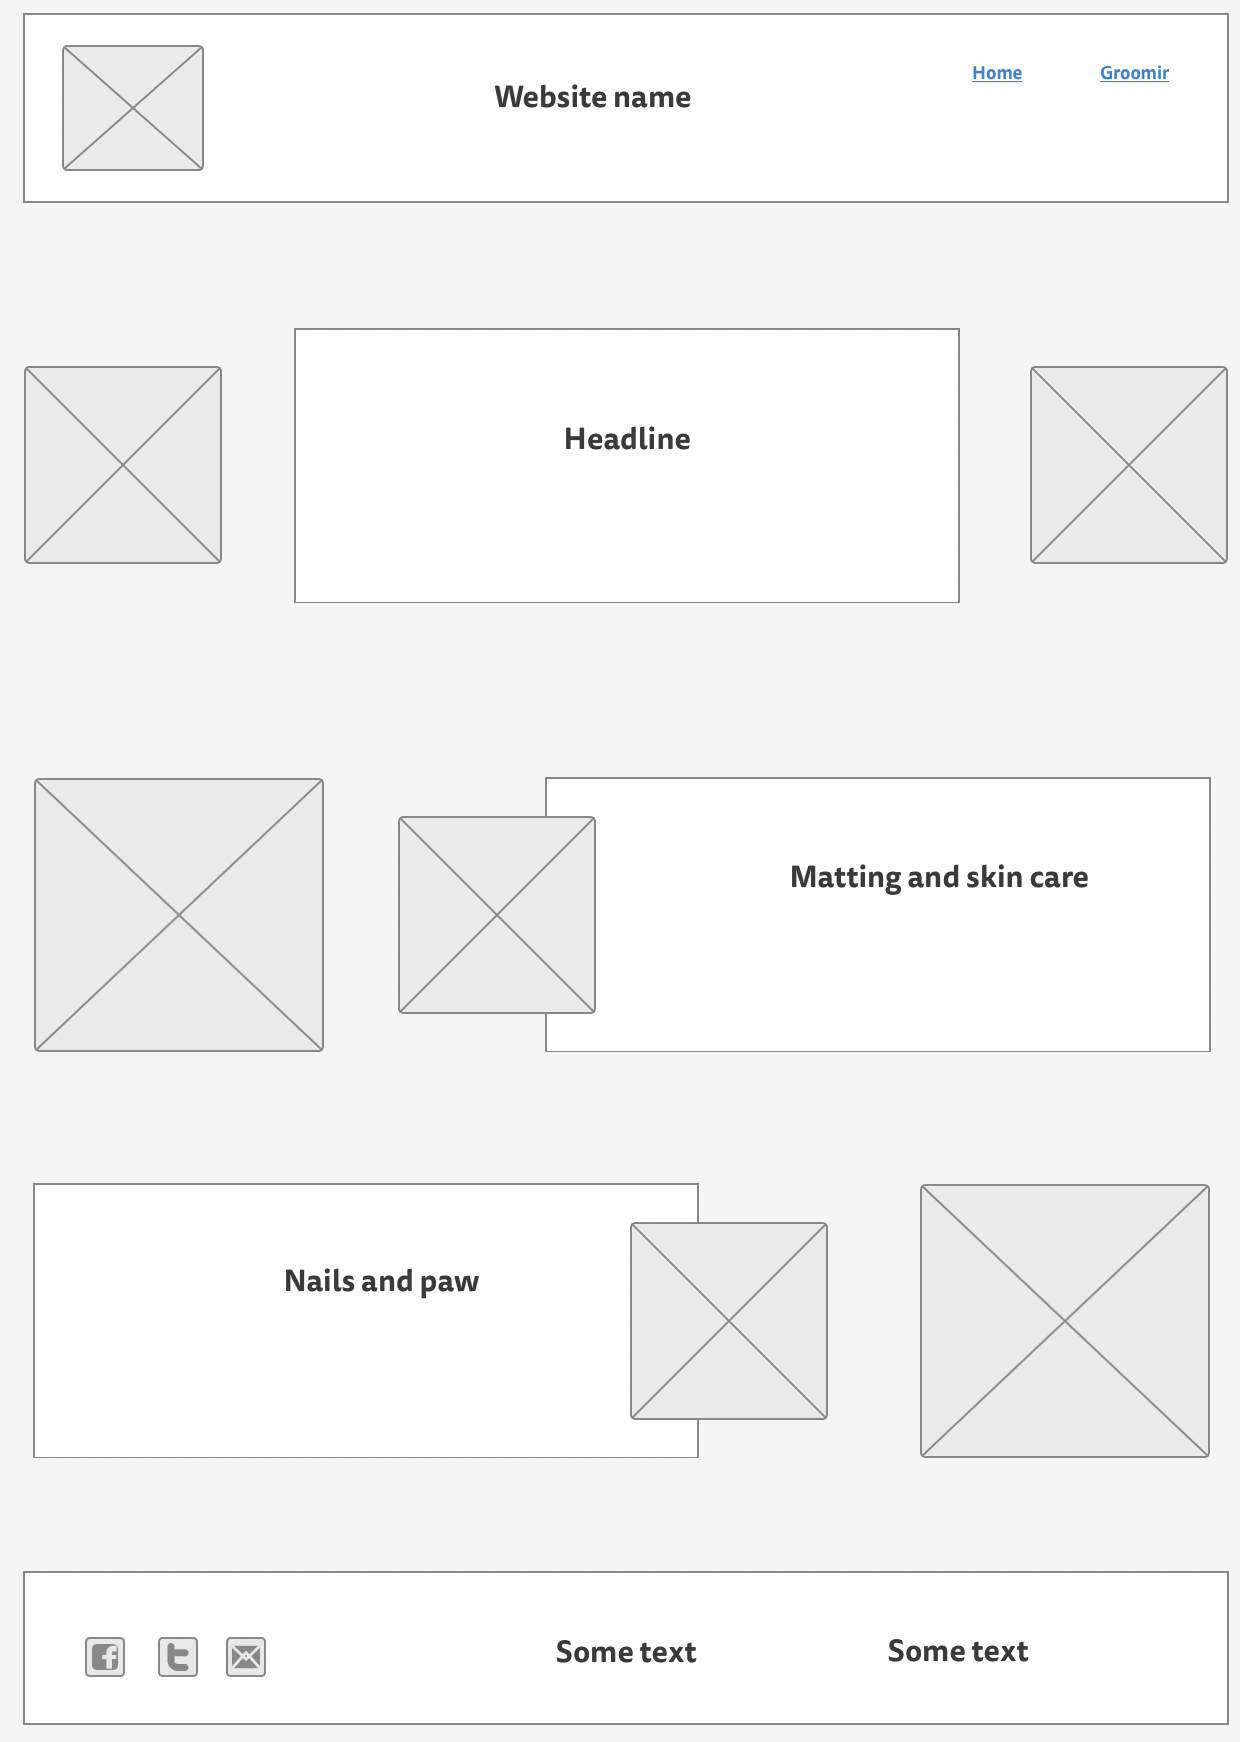 Website name
Home
Groomir
Headline
Matting and skin care
Nails and paw
Some text
Some text